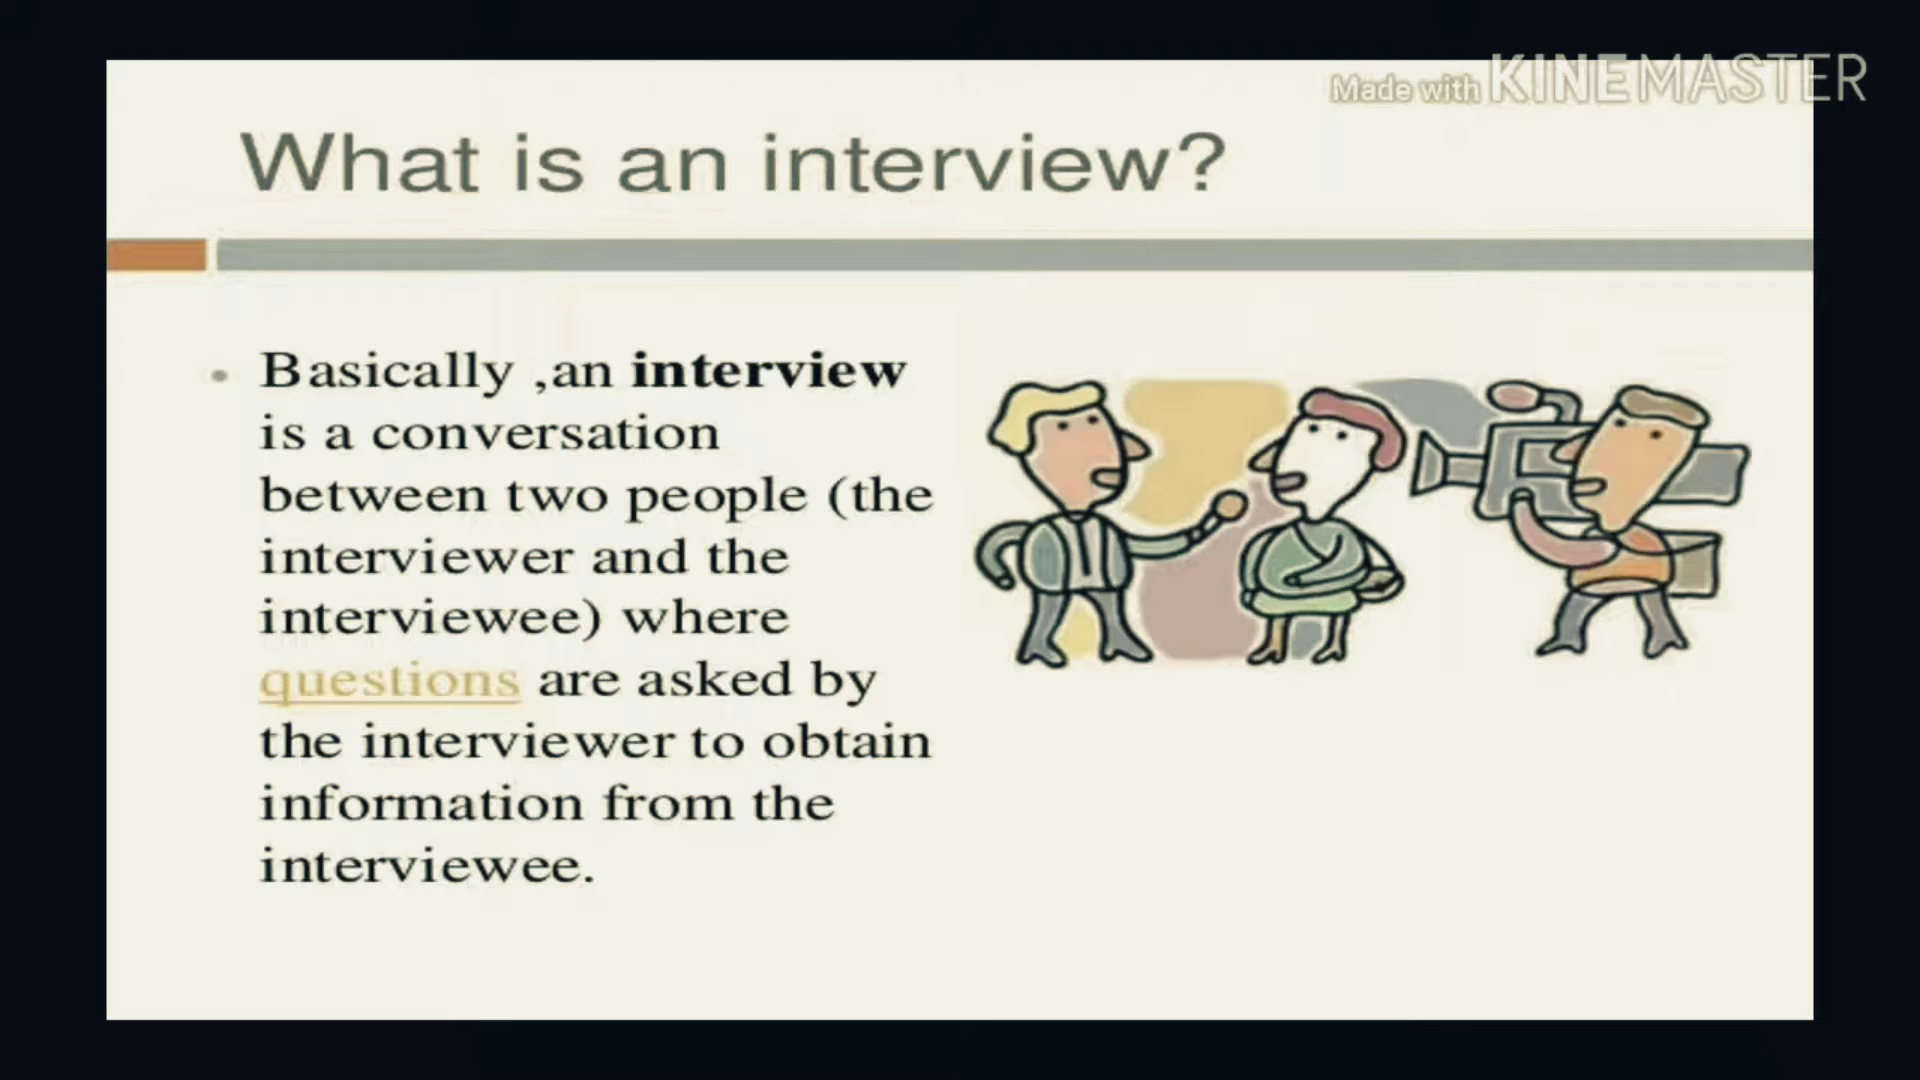 Made with KINEMASTER
What is an interview?
• Basically ,an interview
is a conversation
between two people (the
interviewer and the
interviewee) where
questions are asked by
the interviewer to obtain
information from the
interviewee.